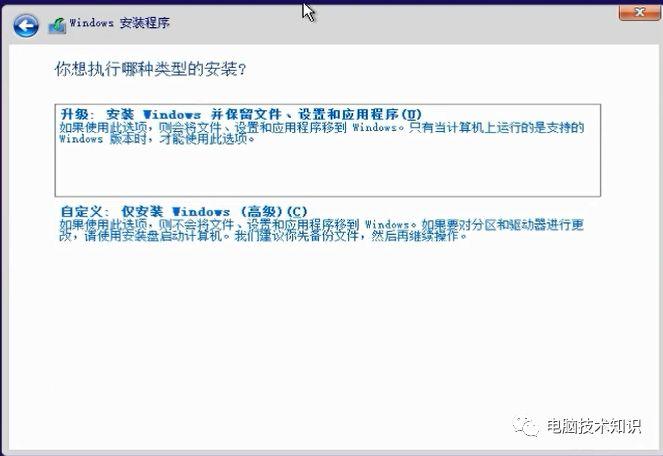 Windows 安装程序
你想执行哪种类型的安装?
升级: 安装 Windows 并保留文件、设置和应用程序(U)
如果使用此选项，则会将文件、设置和应用程序移到 Windows。只有当计算机上运行的是支持的
Windows 版本时，才能使用此选项。
自定义: 仅安装 Windows (高级)(C)
如果使用此选项，则不会将文件、设置和应用程序移到 Windows。如果要对分区和驱动器进行更
改，请使用安装盘启动计算机。我们建议你先备份文件，然后再继续操作。
电脑技术知识